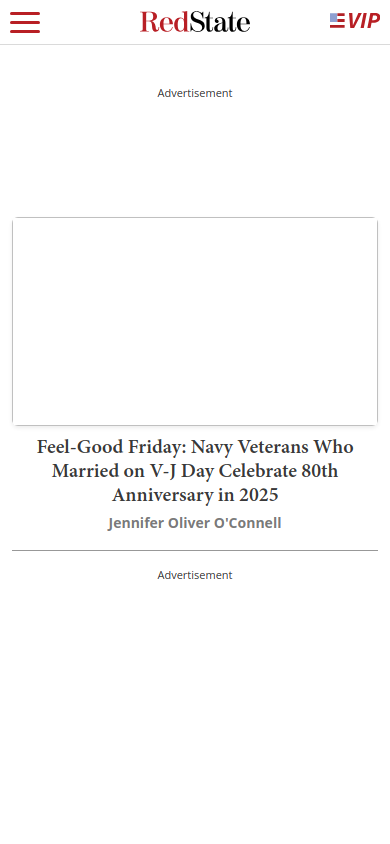 RedState
VIP
Advertisement
Feel-Good Friday: Navy Veterans Who
Married on V-J Day Celebrate 80th
Anniversary in 2025
Jennifer Oliver O'Connell
Advertisement